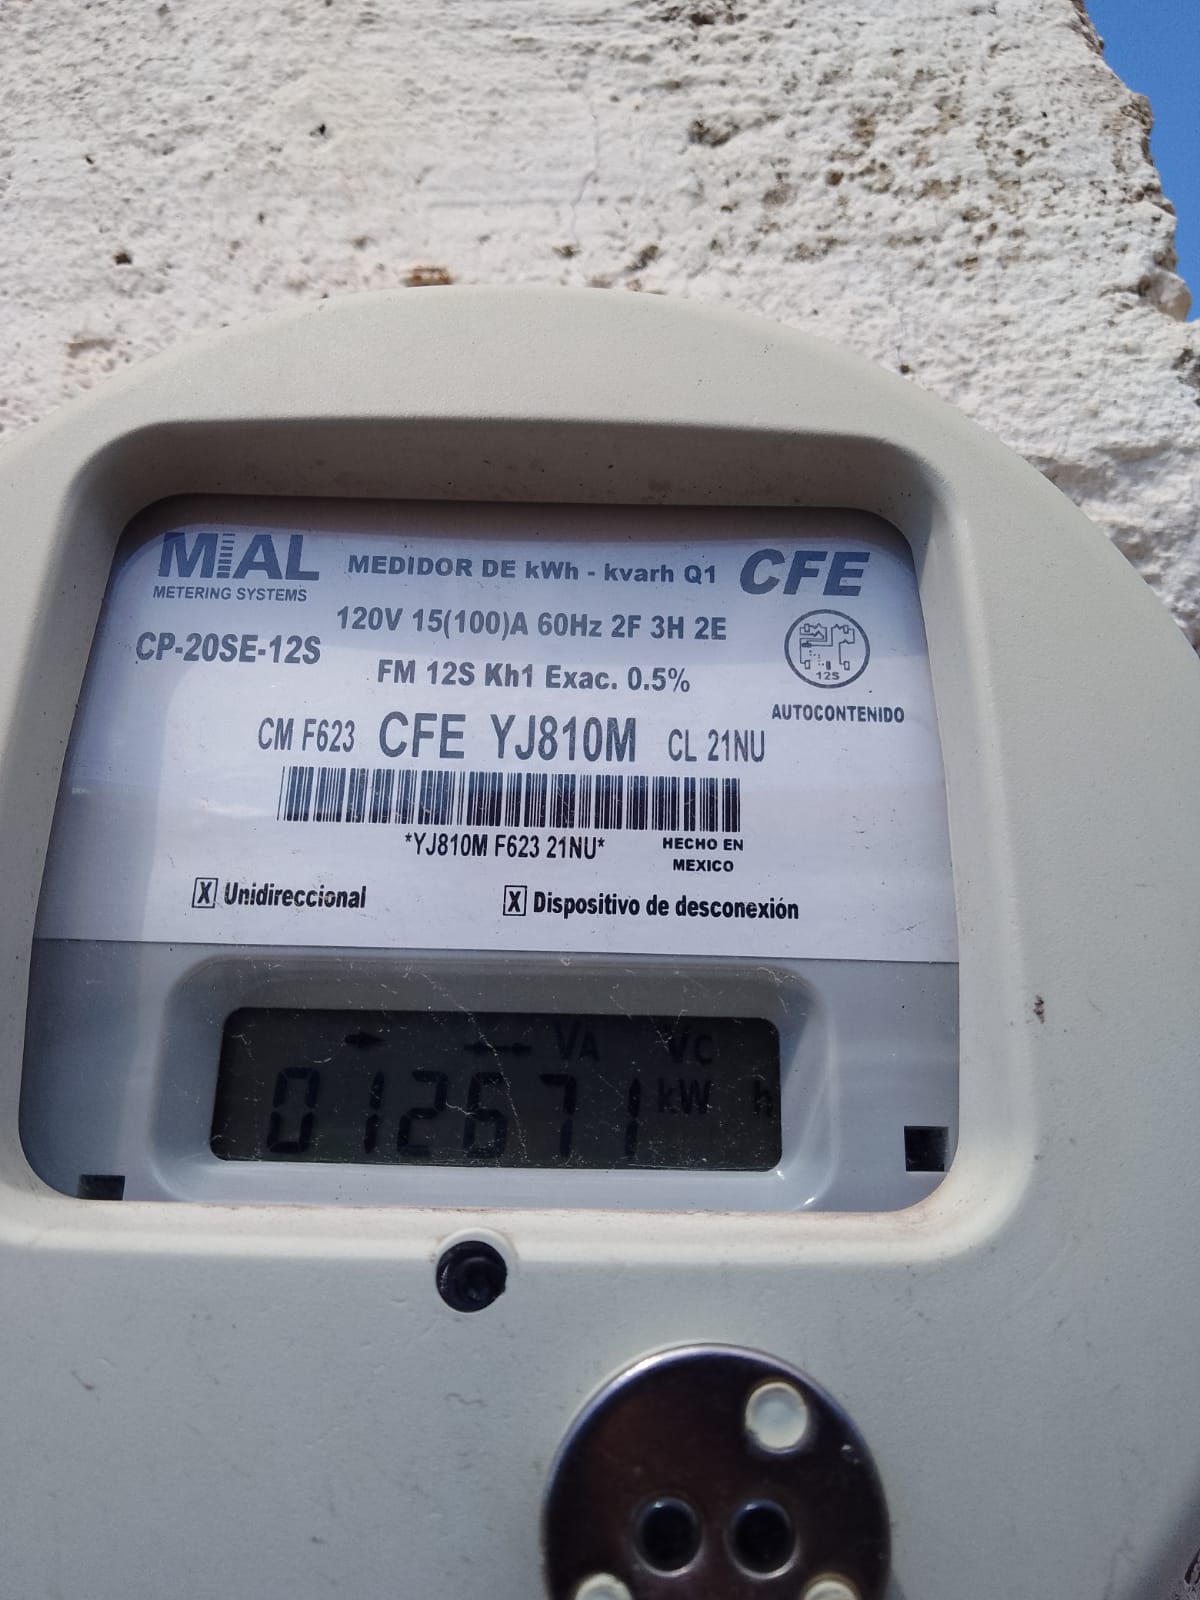 MIAL MEDIDOR DE kWh - kvarh Q1 CFE
METERING SYSTEMS
120V 15(100)A 60Hz 2F 3H 2E
CP-20SE-12S
FM 12S Kh1 Exac. 0.5%
12S
AUTOCONTENIDO
CM F623 CFE YJ810M CL 21NU
*YJ810M F623 21NU*
HECHO EN
MEXICO
X Unidireccional X Dispositivo de desconexión
VA VC
012671 kW h